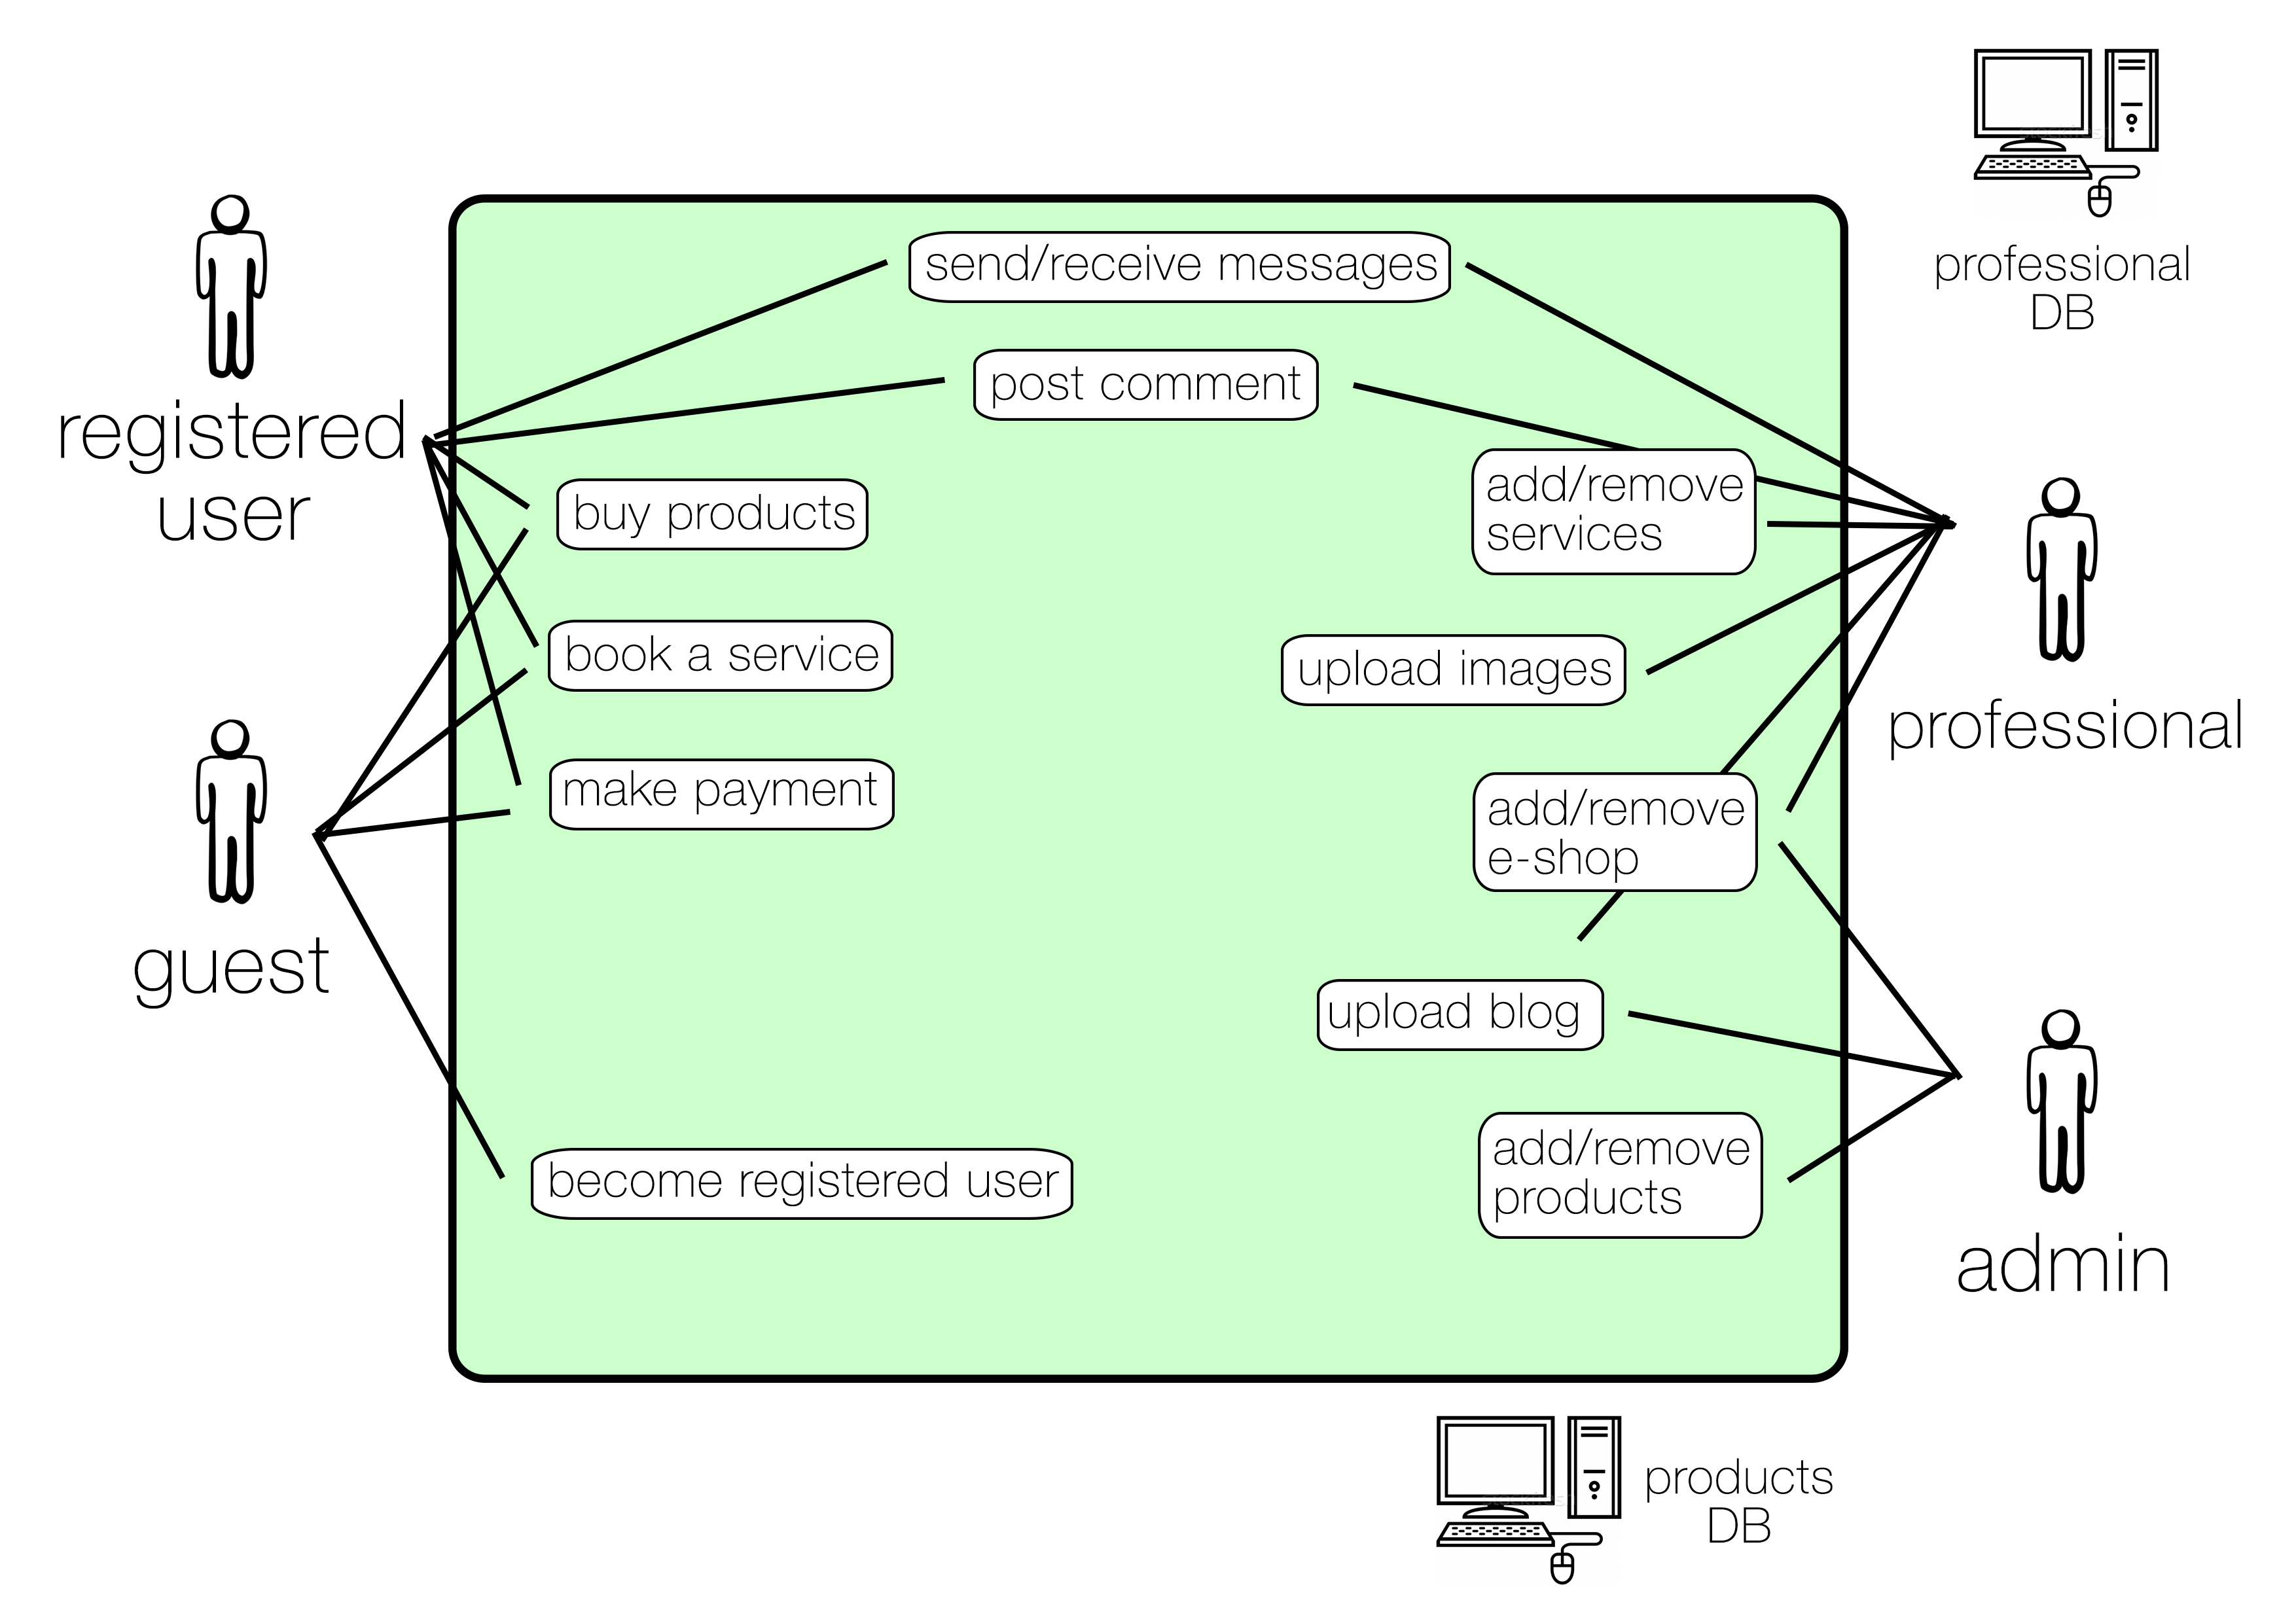 professional
DB
registered
user
send/receive messages
post comment
buy products
add/remove
services
book a service
upload images
professional
make payment
add/remove
e-shop
guest
upload blog
become registered user
add/remove
products
admin
products
DB